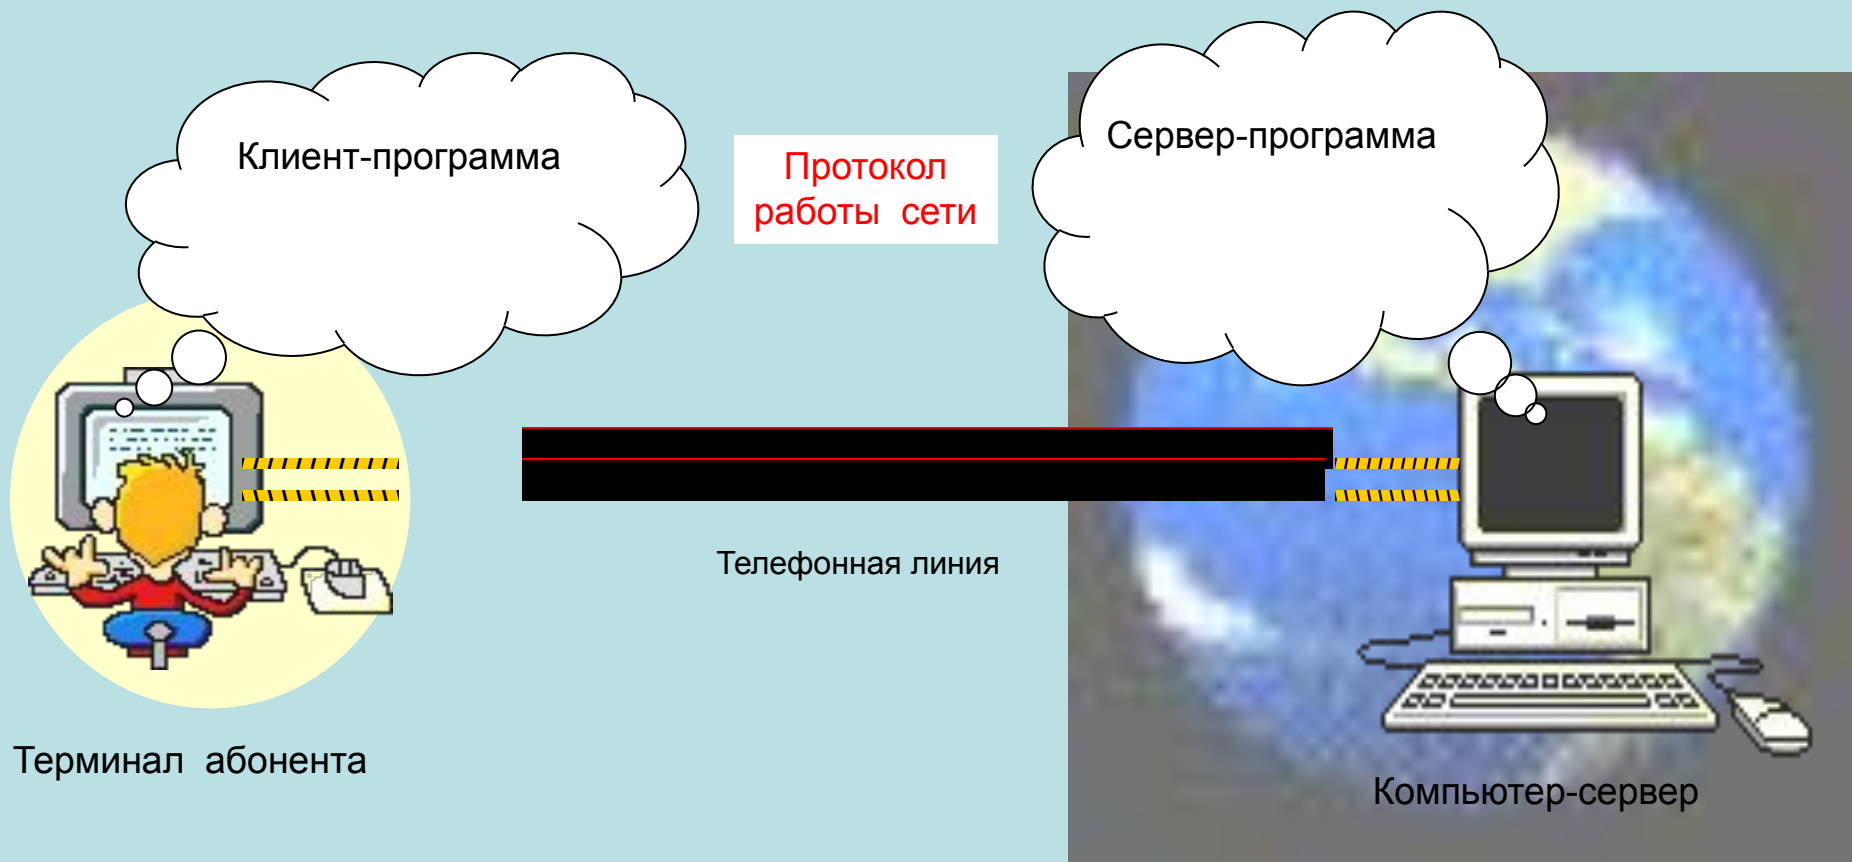 Клиент-программа
Протокол
работы сети
Сервер-программа
Телефонная линия
Терминал абонента
Компьютер-сервер